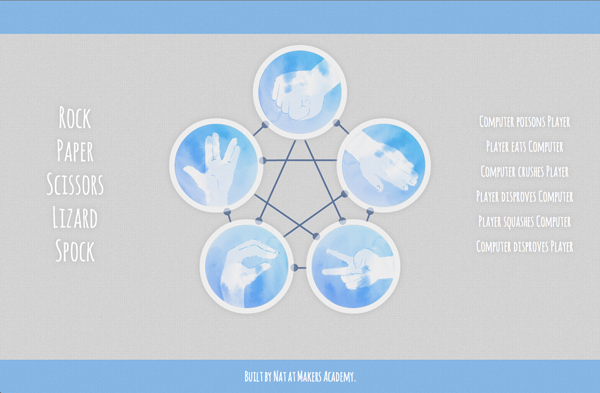 Rock
Paper
Scissors
Lizard
Spock
Computer poisons Player
Player eats Computer
Computer crushes Player
Player disproves Computer
Player squashes Computer
Computer disproves Player
Built by Nat at Makers Academy.